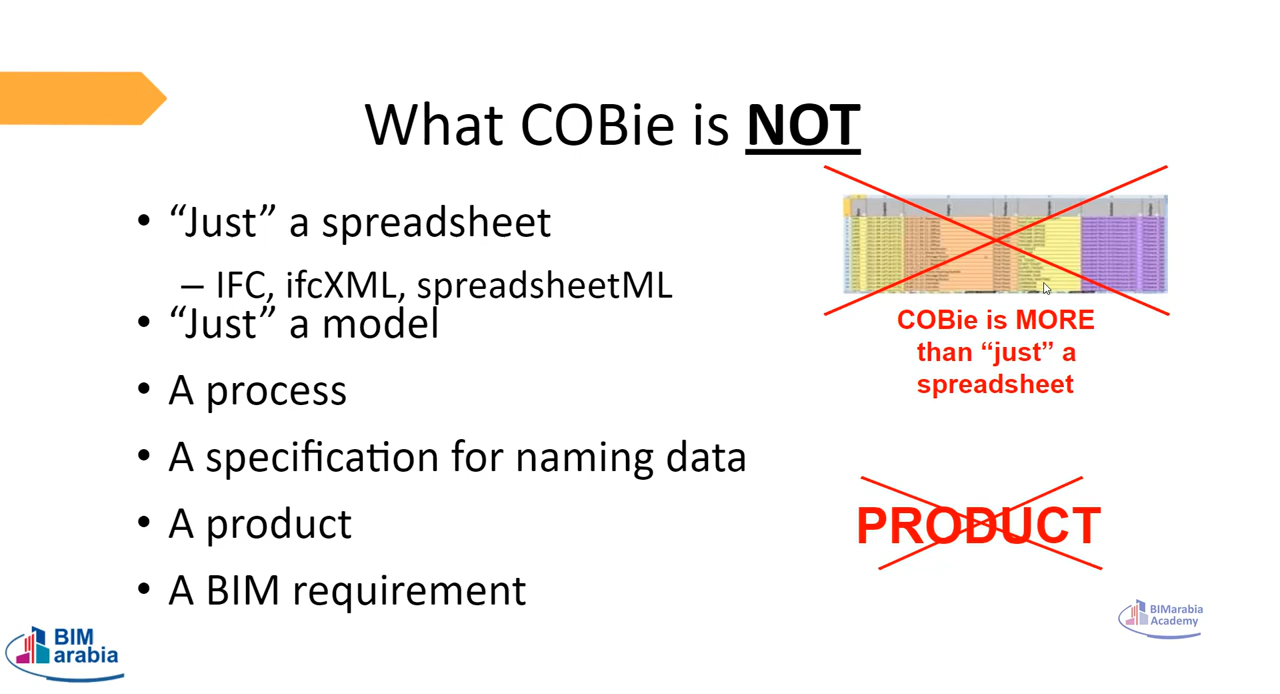 What COBie is NOT
• “Just” a spreadsheet
– IFC, ifcXML, spreadsheetML
• “Just” a model
• A process
• A specification for naming data
• A product
• A BIM requirement
COBie is MORE
than “just” a
spreadsheet
PRODUCT
BIMarabia
Academy
BIM
arabia